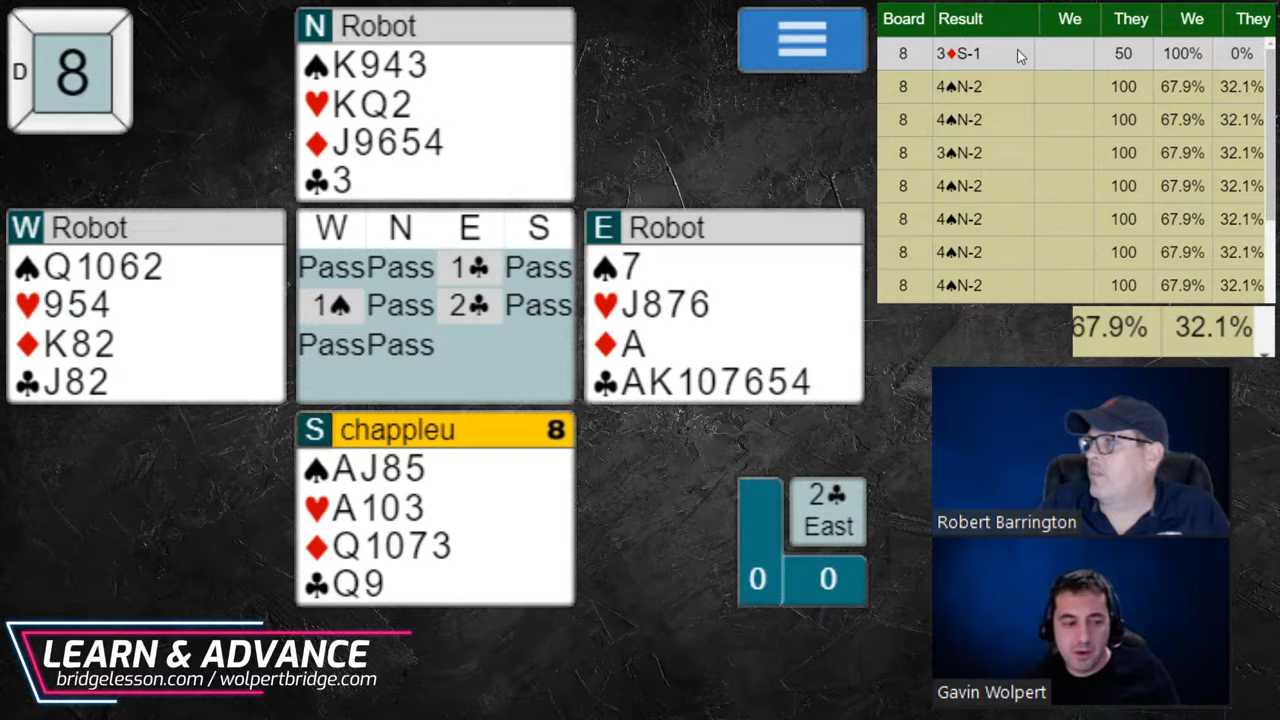 D
8
N Robot
♠K943
♥KQ2
♦J9654
♣3
W Robot
♠Q1062
♥954
♦K82
♣J82
W N E S
Pass Pass 1♣ Pass
1♠ Pass 2♣ Pass
Pass Pass
E Robot
♠7
♥J876
♦A
♣AK107654
S chappleu 8
♠AJ85
♥A103
♦Q1073
♣Q9
2♣
East
0 0
Board Result We They We They
8 3♦S-1 50 100% 0%
8 4♠N-2 100 67.9% 32.1%
8 4♠N-2 100 67.9% 32.1%
8 3♠N-2 100 67.9% 32.1%
8 4♠N-2 100 67.9% 32.1%
8 4♠N-2 100 67.9% 32.1%
8 4♠N-2 100 67.9% 32.1%
8 4♠N-2 100 67.9% 32.1%
67.9% 32.1%
Robert Barrington
Gavin Wolpert
LEARN & ADVANCE
bridgelesson.com / wolpertbridge.com